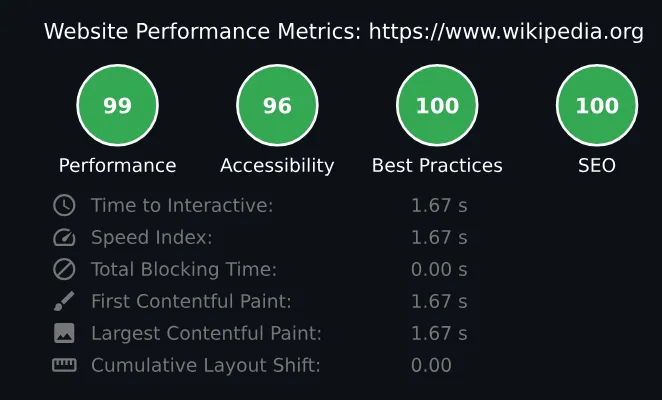 Website Performance Metrics: https://www.wikipedia.org
99 96 100 100
Performance Accessibility Best Practices SEO
Time to Interactive: 1.67 s
Speed Index: 1.67 s
Total Blocking Time: 0.00 s
First Contentful Paint: 1.67 s
Largest Contentful Paint: 1.67 s
Cumulative Layout Shift: 0.00